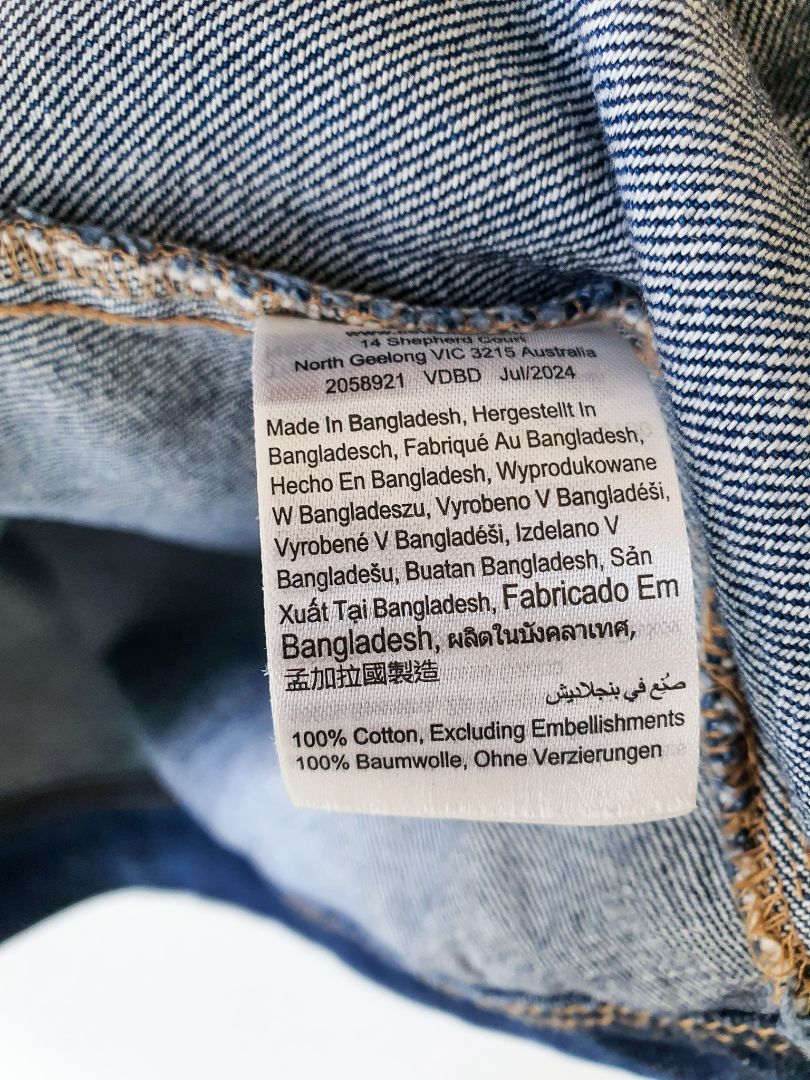 14 Shepherd Court
North Geelong VIC 3215 Australia
2058921 VDBD Jul/2024
Made In Bangladesh, Hergestellt In
Bangladesch, Fabriqué Au Bangladesh,
Hecho En Bangladesh, Wyprodukowane
W Bangladeszu, Vyrobeno V Bangladéši,
Vyrobené V Bangladéši, Izdelano V
Bangladešu, Buatan Bangladesh, Sản
Xuất Tại Bangladesh, Fabricado Em
Bangladesh, ผลิตในบังคลาเทศ,
孟加拉國製造
صُنع في بنجلاديش
100% Cotton, Excluding Embellishments
100% Baumwolle, Ohne Verzierungen